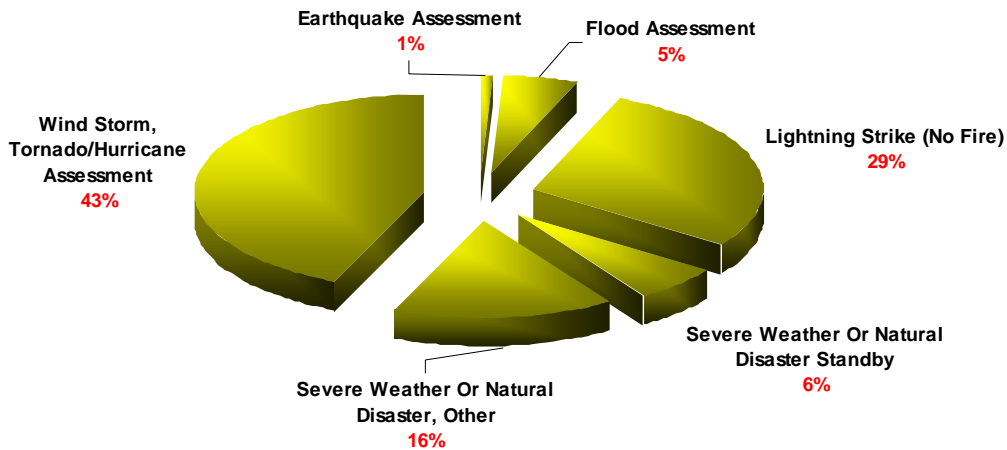 Earthquake Assessment
1%
Flood Assessment
5%
Wind Storm,
Tornado/Hurricane
Assessment
43%
Lightning Strike (No Fire)
29%
Severe Weather Or Natural
Disaster Standby
6%
Severe Weather Or Natural
Disaster, Other
16%